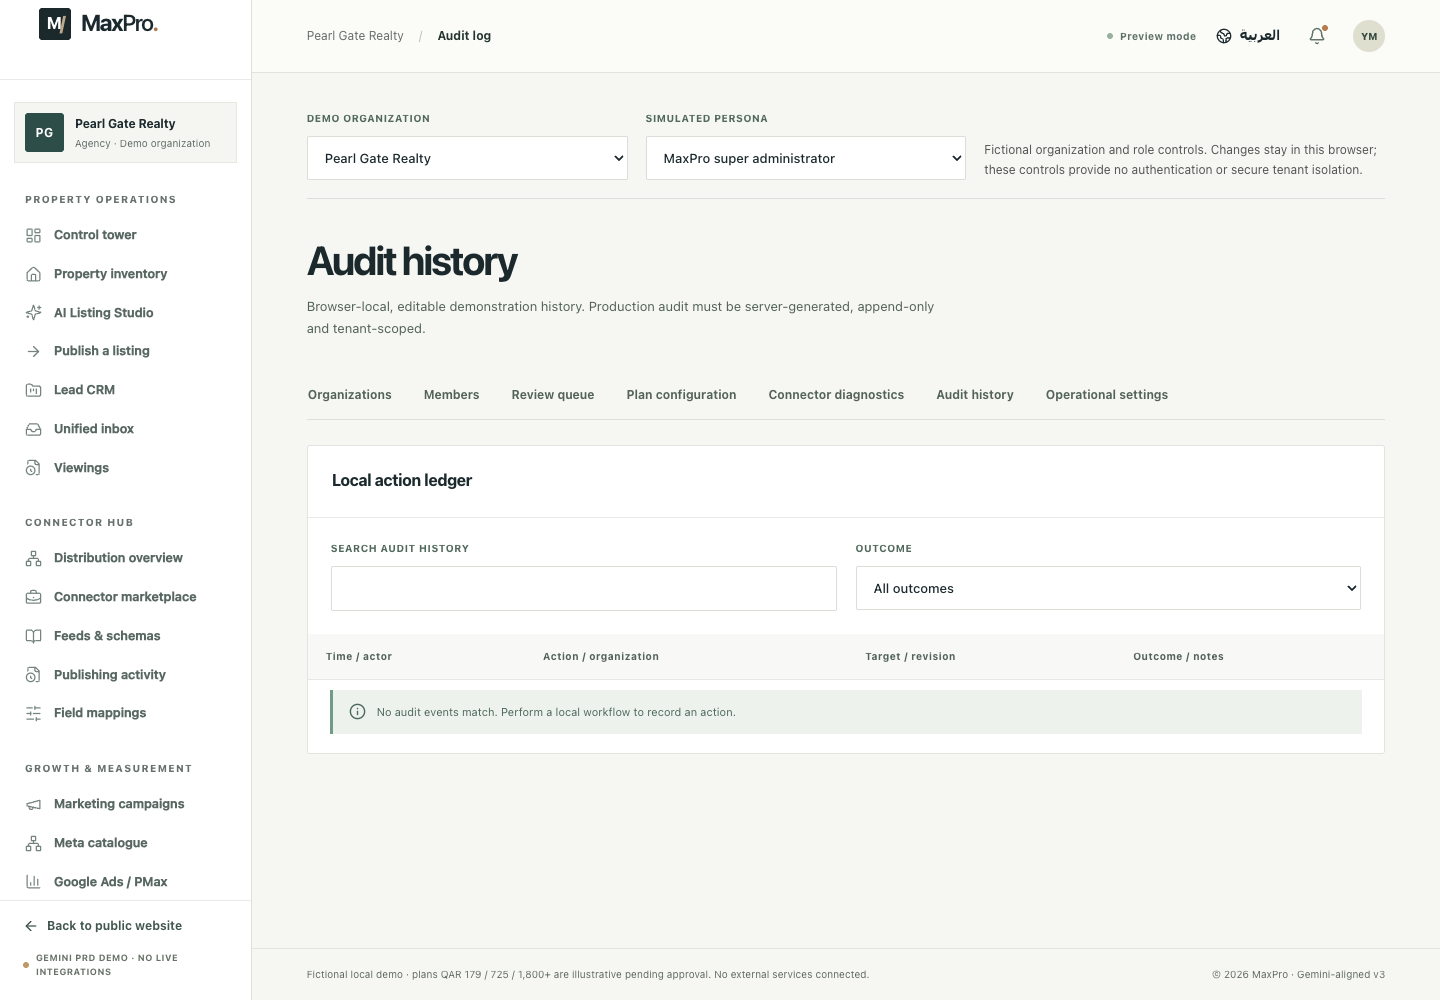 M/ MaxPro.
PG
Pearl Gate Realty
Agency · Demo organization
PROPERTY OPERATIONS
Control tower
Property inventory
AI Listing Studio
Publish a listing
Lead CRM
Unified inbox
Viewings
CONNECTOR HUB
Distribution overview
Connector marketplace
Feeds & schemas
Publishing activity
Field mappings
GROWTH & MEASUREMENT
Marketing campaigns
Meta catalogue
Google Ads / PMax
Back to public website
GEMINI PRD DEMO · NO LIVE
INTEGRATIONS
Pearl Gate Realty / Audit log
Preview mode
العربية
YM
DEMO ORGANIZATION
Pearl Gate Realty
SIMULATED PERSONA
MaxPro super administrator
Fictional organization and role controls. Changes stay in this browser;
these controls provide no authentication or secure tenant isolation.
Audit history
Browser-local, editable demonstration history. Production audit must be server-generated, append-only
and tenant-scoped.
Organizations Members Review queue Plan configuration Connector diagnostics Audit history Operational settings
Local action ledger
SEARCH AUDIT HISTORY
OUTCOME
All outcomes
Time / actor Action / organization Target / revision Outcome / notes
No audit events match. Perform a local workflow to record an action.
Fictional local demo · plans QAR 179 / 725 / 1,800+ are illustrative pending approval. No external services connected.
© 2026 MaxPro · Gemini-aligned v3